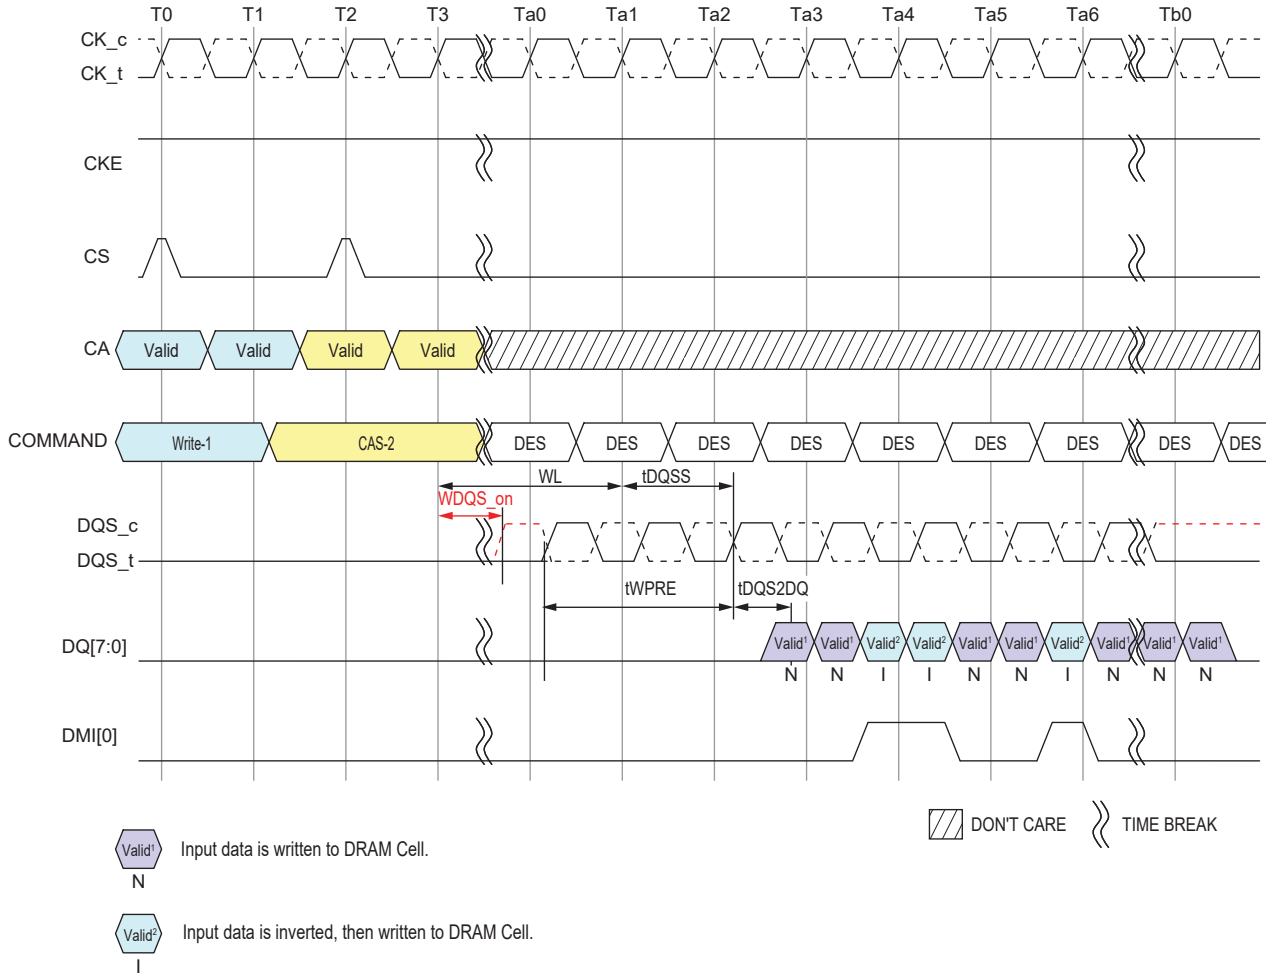 T0 T1 T2 T3 Ta0 Ta1 Ta2 Ta3 Ta4 Ta5 Ta6 Tb0
CK_c
CK_t
CKE
CS
CA Valid Valid Valid Valid
COMMAND Write-1 CAS-2 DES DES DES DES DES DES DES DES DES
WL tDQSS
WDQS_on
DQS_c
DQS_t
tWPRE tDQS2DQ
DQ[7:0] Valid¹ Valid¹ Valid² Valid² Valid¹ Valid¹ Valid² Valid¹ Valid¹ Valid¹
N N I I N N I N N N
DMI[0]
DON'T CARE TIME BREAK
Valid¹ Input data is written to DRAM Cell.
N
Valid² Input data is inverted, then written to DRAM Cell.
I